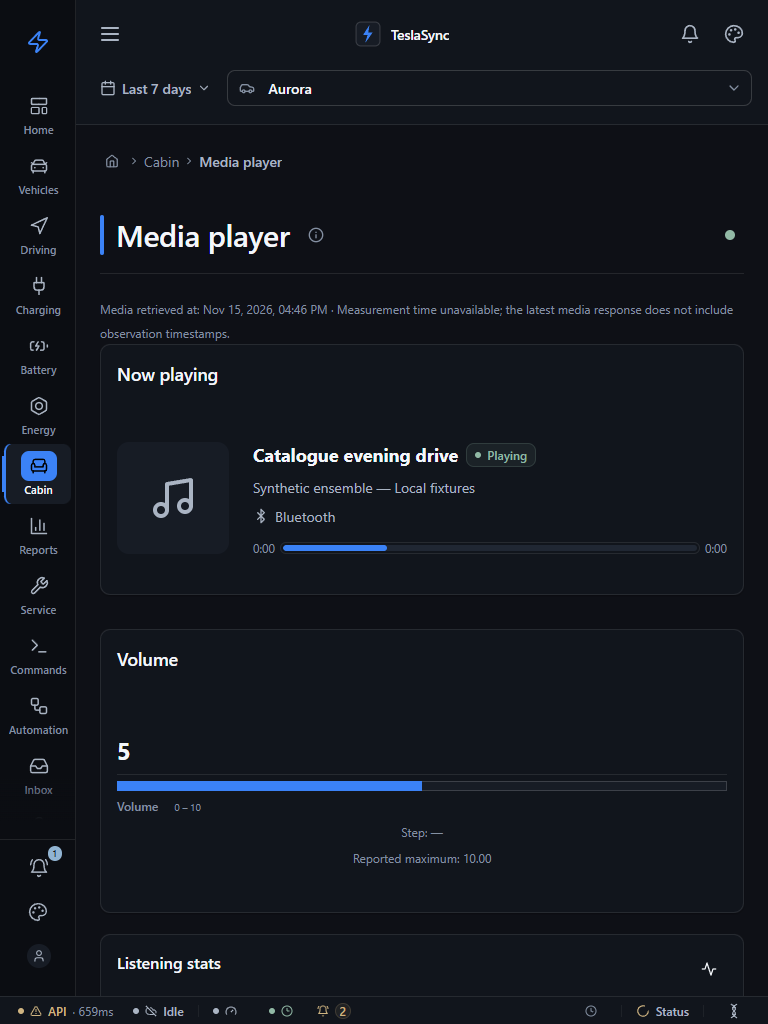 TeslaSync
Last 7 days
Aurora
Home
Vehicles
Driving
Charging
Battery
Energy
Cabin
Reports
Service
Commands
Automation
Inbox
1
Cabin
Media player
Media player
Media retrieved at: Nov 15, 2026, 04:46 PM · Measurement time unavailable; the latest media response does not include
observation timestamps.
Now playing
Catalogue evening drive
Playing
Synthetic ensemble — Local fixtures
Bluetooth
0:00
0:00
Volume
5
Volume 0 – 10
Step: —
Reported maximum: 10.00
Listening stats
API · 659ms
Idle
2
Status